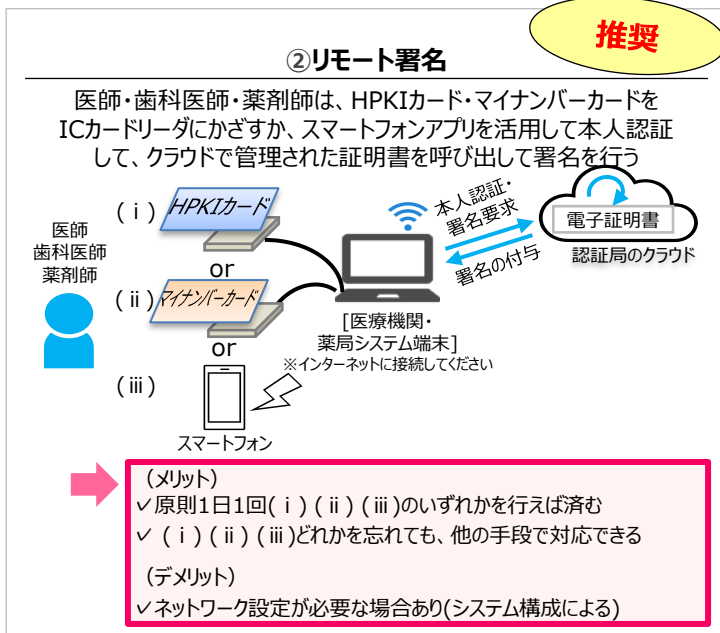 推奨
②リモート署名
医師・歯科医師・薬剤師は、HPKIカード・マイナンバーカードを
ICカードリーダにかざすか、スマートフォンアプリを活用して本人認証
して、クラウドで管理された証明書を呼び出して署名を行う
医師
歯科医師
薬剤師
(ⅰ)
HPKIカード
or
(ⅱ)
マイナンバーカード
or
(ⅲ)
スマートフォン
[医療機関・
薬局システム端末]
※インターネットに接続してください
本人認証・
署名要求
署名の付与
電子証明書
認証局のクラウド
(メリット)
✓原則1日1回(ⅰ)(ⅱ)(ⅲ)のいずれかを行えば済む
✓(ⅰ)(ⅱ)(ⅲ)どれかを忘れても、他の手段で対応できる
(デメリット)
✓ネットワーク設定が必要な場合あり(システム構成による)